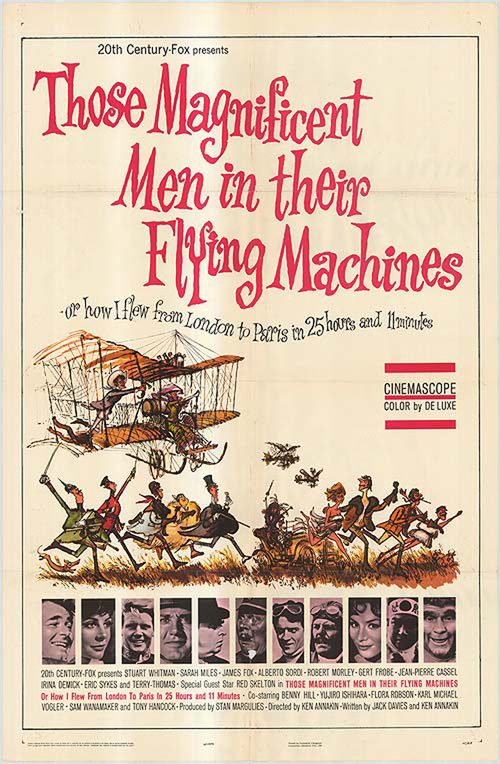 20th Century-Fox presents
Those Magnificent
Men in their
Flying Machines
-or how I flew from London to Paris in 25 hours and 11 minutes
CINEMASCOPE
COLOR by DE LUXE
20th CENTURY-FOX presents STUART WHITMAN · SARAH MILES · JAMES FOX · ALBERTO SORDI · ROBERT MORLEY · GERT FROBE · JEAN-PIERRE CASSEL
IRINA DEMICK · ERIC SYKES and TERRY-THOMAS · Special Guest Star RED SKELTON in THOSE MAGNIFICENT MEN IN THEIR FLYING MACHINES
Or How I Flew From London To Paris In 25 Hours and 11 Minutes · Co-starring BENNY HILL · YUJIRO ISHIHARA · FLORA ROBSON · KARL MICHAEL
VOGLER · SAM WANAMAKER and TONY HANCOCK · Produced by STAN MARGULIES · Directed by KEN ANNAKIN · Written by JACK DAVIES and KEN ANNAKIN